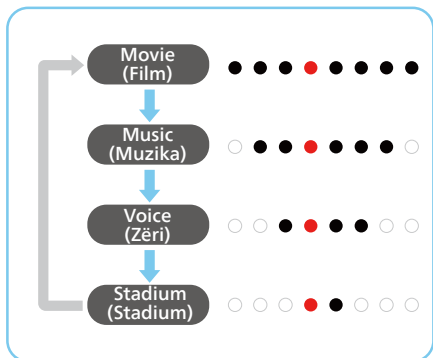 Movie
(Film)
Music
(Muzika)
Voice
(Zëri)
Stadium
(Stadium)